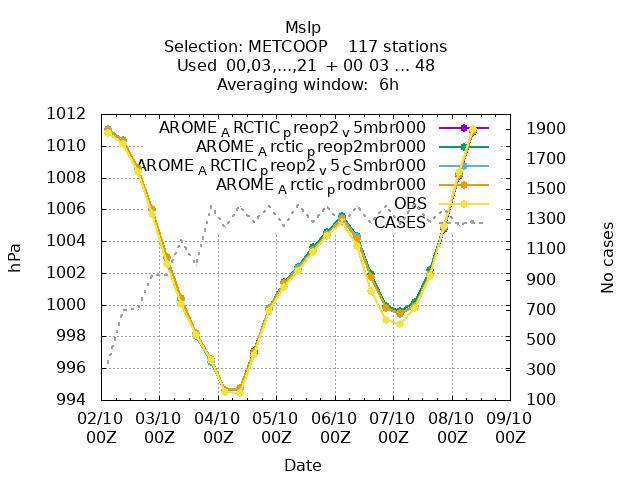 Mslp
Selection: METCOOP    117 stations
Used  00,03,...,21  + 00 03 ... 48
Averaging window:  6h
1012
1010
1008
1006
1004
1002
1000
998
996
994
hPa
AROME_ARCTIC_preop2_v5mbr000
AROME_Arctic_preop2mbr000
AROME_ARCTIC_preop2_v5_CSmbr000
AROME_Arctic_prodmbr000
OBS
CASES
1900
1700
1500
1300
1100
900
700
500
300
100
No cases
02/10 03/10 04/10 05/10 06/10 07/10 08/10 09/10
00Z 00Z 00Z 00Z 00Z 00Z 00Z 00Z
Date